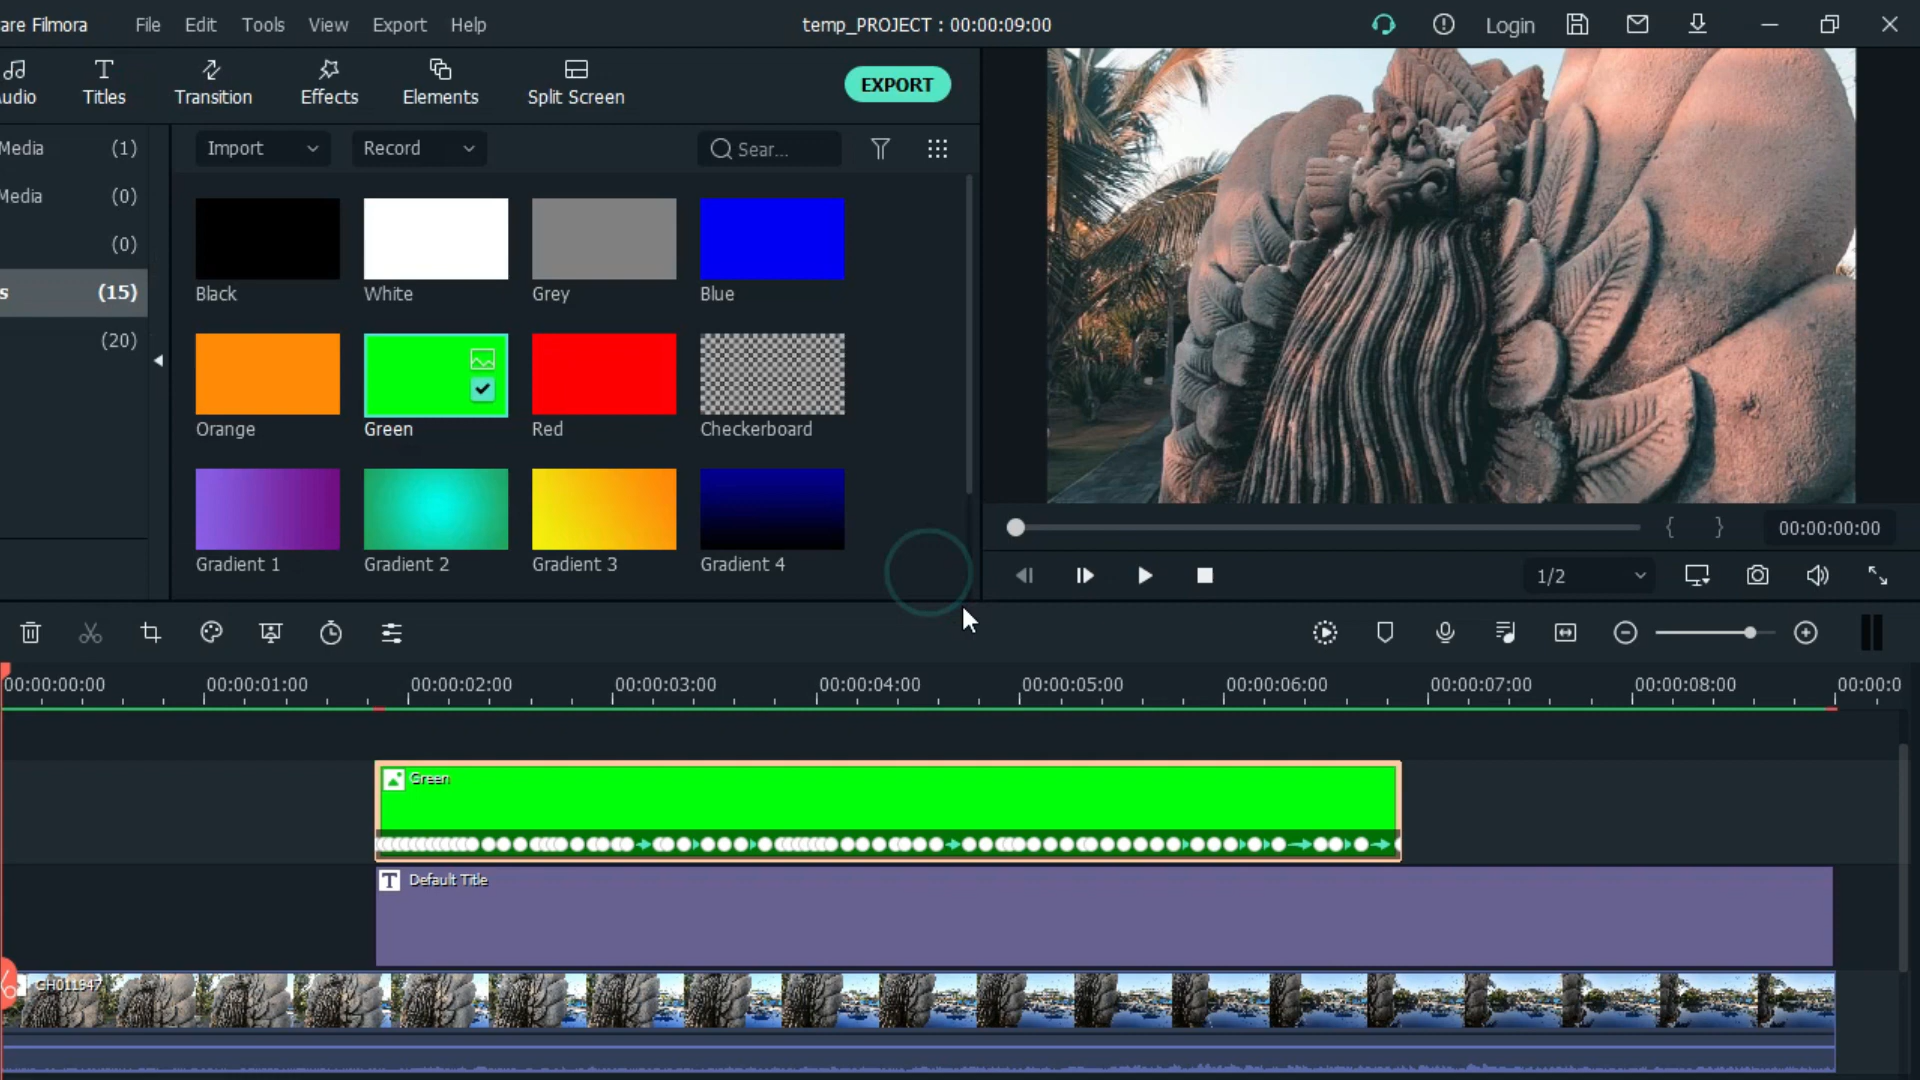 are Filmora File Edit Tools View Export Help temp_PROJECT : 00:00:09:00 Login
udio Titles Transition Effects Elements Split Screen EXPORT
Media (1) Import Record Sear...
Media (0)
(0)
s (15)
(20)
Black White Grey Blue
Orange Green Red Checkerboard
Gradient 1 Gradient 2 Gradient 3 Gradient 4
{ } 00:00:00:00
1/2
00:00:00:00 00:00:01:00 00:00:02:00 00:00:03:00 00:00:04:00 00:00:05:00 00:00:06:00 00:00:07:00 00:00:08:00 00:00:0
Green
T Default Title
GH011947